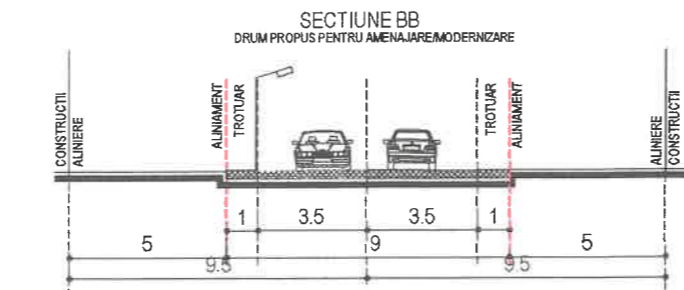 SECTIUNE BB
DRUM PROPUS PENTRU AMENAJARE/MODERNIZARE
CONSTRUCTII
ALINIERE
ALINIAMENT
TROTUAR
TROTUAR
ALINIAMENT
ALINIERE
CONSTRUCTII
1 3.5 3.5 1
5 9 5
9.5 9.5